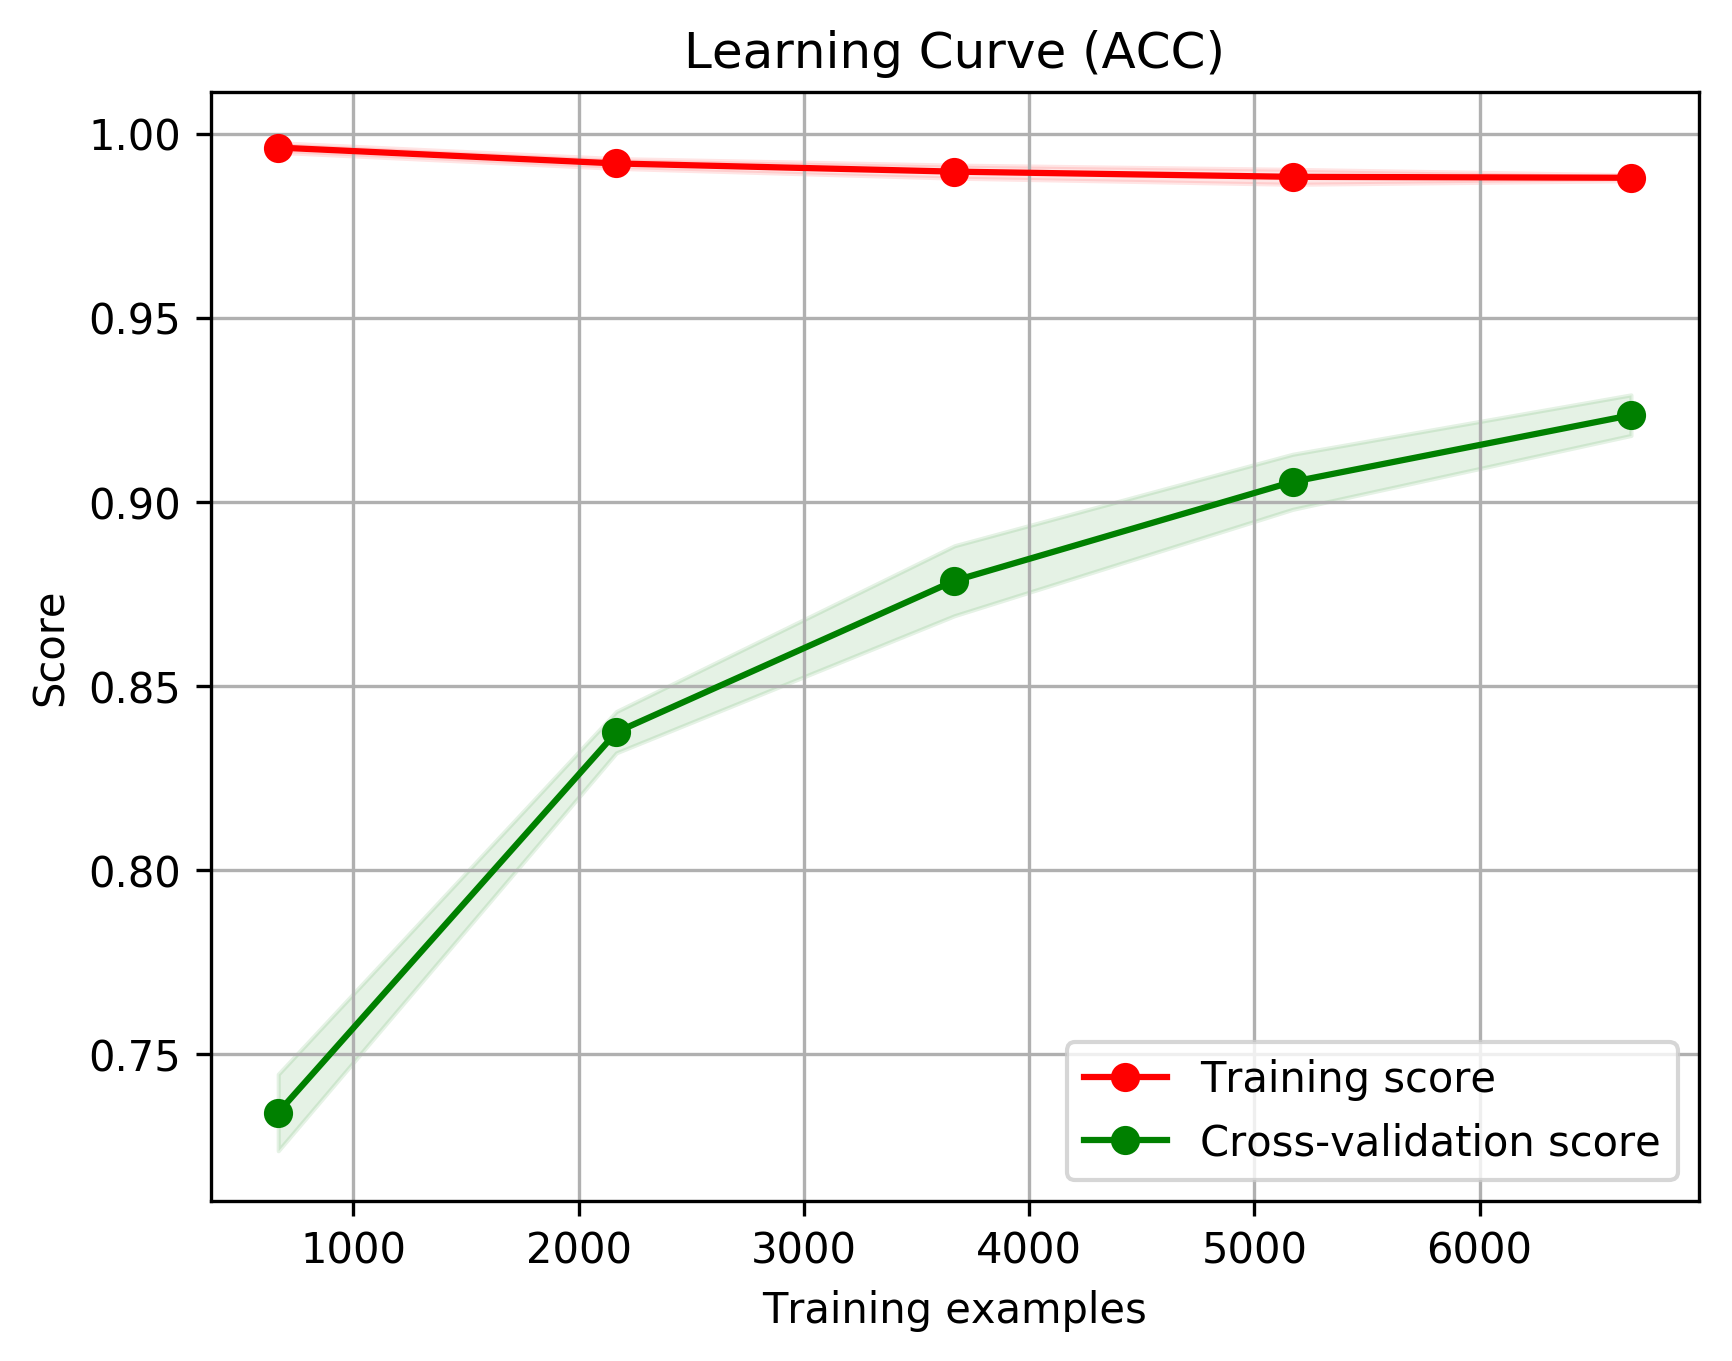 Learning Curve (ACC)
1.00
0.95
0.90
0.85
0.80
0.75
Score
1000 2000 3000 4000 5000 6000
Training examples
Training score
Cross-validation score